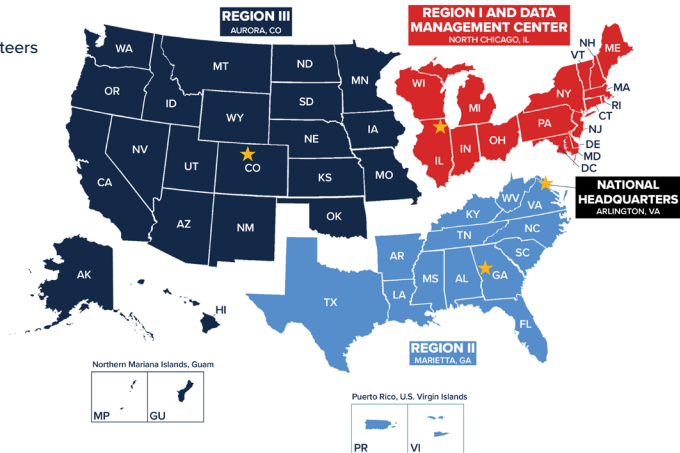 teers
REGION III
AURORA, CO
REGION I AND DATA
MANAGEMENT CENTER
NORTH CHICAGO, IL
NATIONAL
HEADQUARTERS
ARLINGTON, VA
REGION II
MARIETTA, GA
WA
OR
ID
MT
ND
MN
SD
WY
IA
NE
NV
UT
CO
KS
MO
CA
AZ
NM
OK
AK
HI
WI
MI
IL
IN
OH
PA
NY
VT
NH
ME
MA
RI
CT
NJ
DE
MD
DC
WV
VA
KY
NC
TN
SC
AR
MS
AL
GA
LA
TX
FL
Northern Mariana Islands, Guam
MP
GU
Puerto Rico, U.S. Virgin Islands
PR
VI